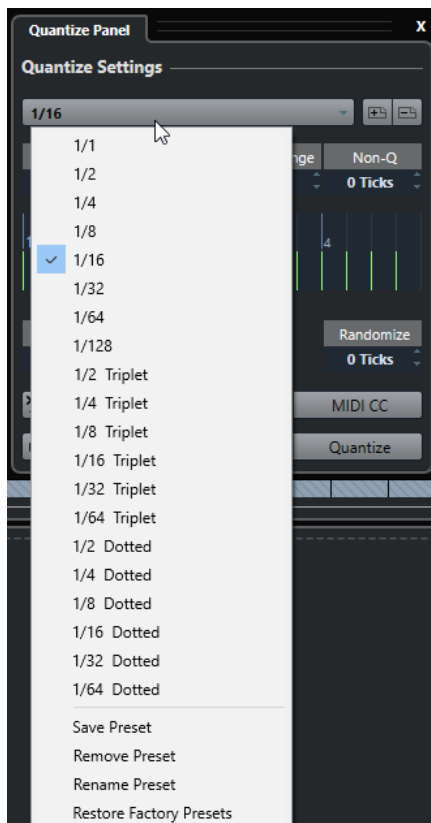 Quantize Panel X
Quantize Settings
1/16
1/1
1/2
1/4
1/8
1/16
1/32
1/64
1/128
1/2 Triplet
1/4 Triplet
1/8 Triplet
1/16 Triplet
1/32 Triplet
1/64 Triplet
1/2 Dotted
1/4 Dotted
1/8 Dotted
1/16 Dotted
1/32 Dotted
1/64 Dotted
Save Preset
Remove Preset
Rename Preset
Restore Factory Presets
Non-Q
0 Ticks
4
Randomize
0 Ticks
MIDI CC
Quantize